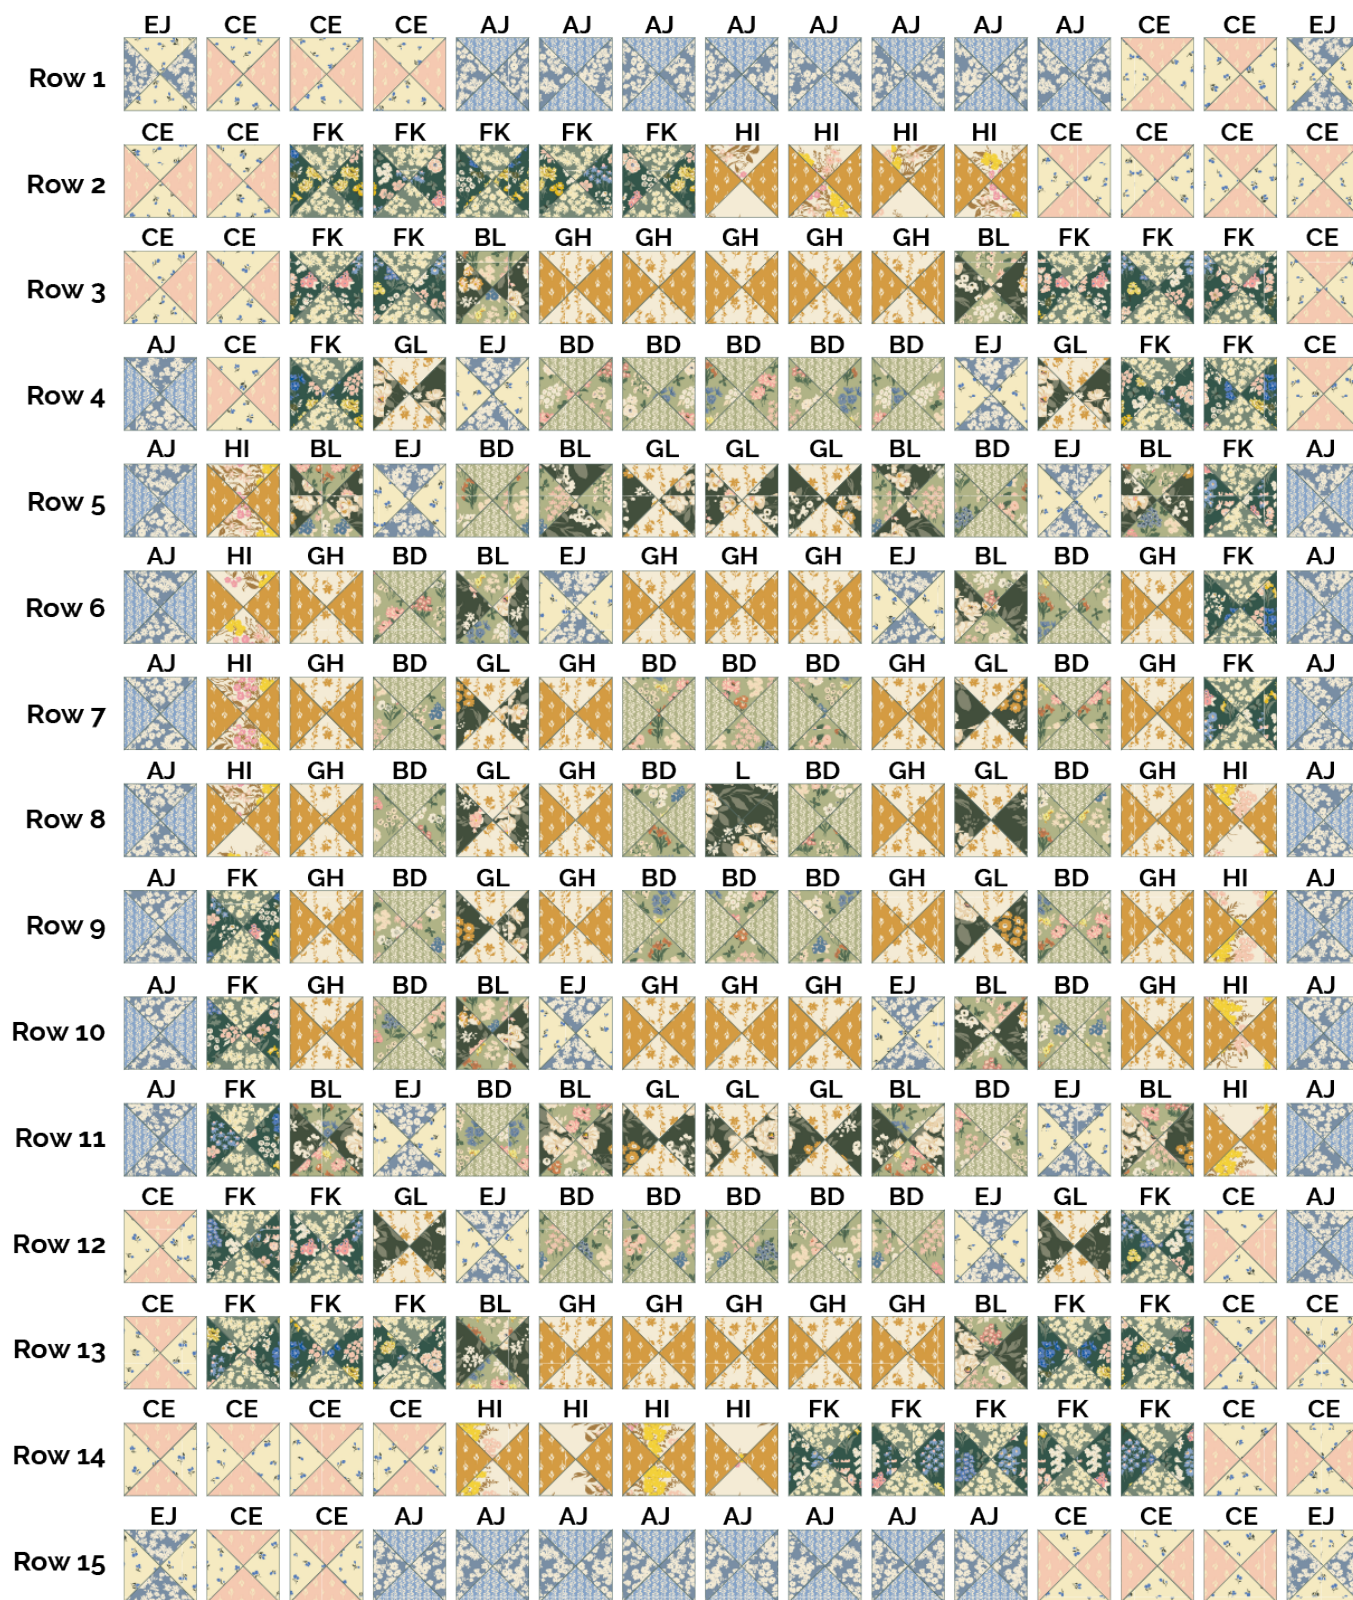 EJ CE CE CE AJ AJ AJ AJ AJ AJ AJ AJ CE CE EJ
Row 1
CE CE FK FK FK FK FK HI HI HI HI CE CE CE CE
Row 2
CE CE FK FK BL GH GH GH GH GH BL FK FK FK CE
Row 3
AJ CE FK GL EJ BD BD BD BD BD EJ GL FK FK CE
Row 4
AJ HI BL EJ BD BL GL GL GL BL BD EJ BL FK AJ
Row 5
AJ HI GH BD BL EJ GH GH GH EJ BL BD GH FK AJ
Row 6
AJ HI GH BD GL GH BD BD BD GH GL BD GH FK AJ
Row 7
AJ HI GH BD GL GH BD L BD GH GL BD GH HI AJ
Row 8
AJ FK GH BD GL GH BD BD BD GH GL BD GH HI AJ
Row 9
AJ FK GH BD BL EJ GH GH GH EJ BL BD GH HI AJ
Row 10
AJ FK BL EJ BD BL GL GL GL BL BD EJ BL HI AJ
Row 11
CE FK FK GL EJ BD BD BD BD BD EJ GL FK CE AJ
Row 12
CE FK FK FK BL GH GH GH GH GH BL FK FK CE CE
Row 13
CE CE CE CE HI HI HI HI FK FK FK FK FK CE CE
Row 14
EJ CE CE AJ AJ AJ AJ AJ AJ AJ AJ CE CE CE EJ
Row 15